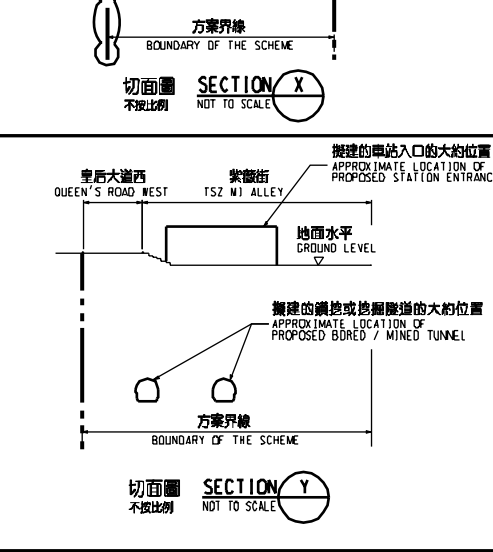 方案界線
BOUNDARY OF THE SCHEME
切面圖 SECTION X
不按比例 NOT TO SCALE
擬建的車站入口的大約位置
APPROXIMATE LOCATION OF
PROPOSED STATION ENTRANC
皇后大道西
QUEEN'S ROAD WEST
紫薇街
TSZ MI ALLEY
地面水平
GROUND LEVEL
擬建的鑽挖或挖掘隧道的大約位置
APPROXIMATE LOCATION OF
PROPOSED BORED / MINED TUNNEL
方案界線
BOUNDARY OF THE SCHEME
切面圖 SECTION Y
不按比例 NOT TO SCALE